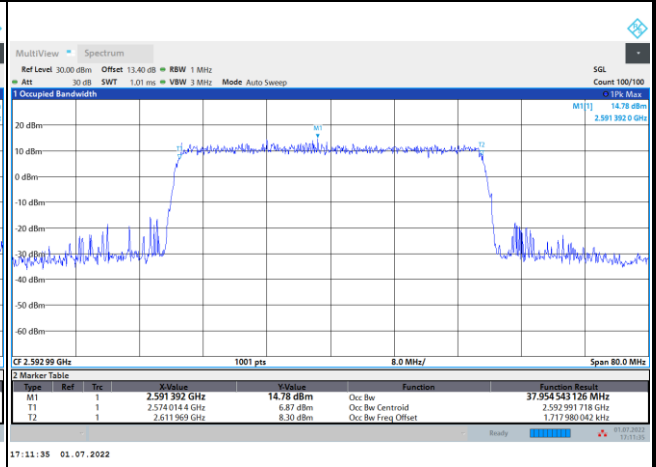 MultiView Spectrum
Ref Level 30.00 dBm Offset 13.40 dB RBW 1 MHz SGL
Att 30 dB SWT 1.01 ms VBW 3 MHz Mode Auto Sweep Count 100/100
1 Occupied Bandwidth 1Pk Max
M1[1] 14.78 dBm
2.591 392 0 GHz
20 dBm
M1
T1
T2
10 dBm
0 dBm
-10 dBm
-20 dBm
-30 dBm
-40 dBm
-50 dBm
-60 dBm
CF 2.592 99 GHz 1001 pts 8.0 MHz/ Span 80.0 MHz
2 Marker Table
Type Ref Trc X-Value Y-Value Function Function Result
M1 1 2.591 392 GHz 14.78 dBm Occ Bw 37.954 543 126 MHz
T1 1 2.574 014 4 GHz 6.87 dBm Occ Bw Centroid 2.592 991 718 GHz
T2 1 2.611 969 GHz 8.30 dBm Occ Bw Freq Offset 1.717 980 042 kHz
Ready 01.07.2022
17:11:35
17:11:35 01.07.2022